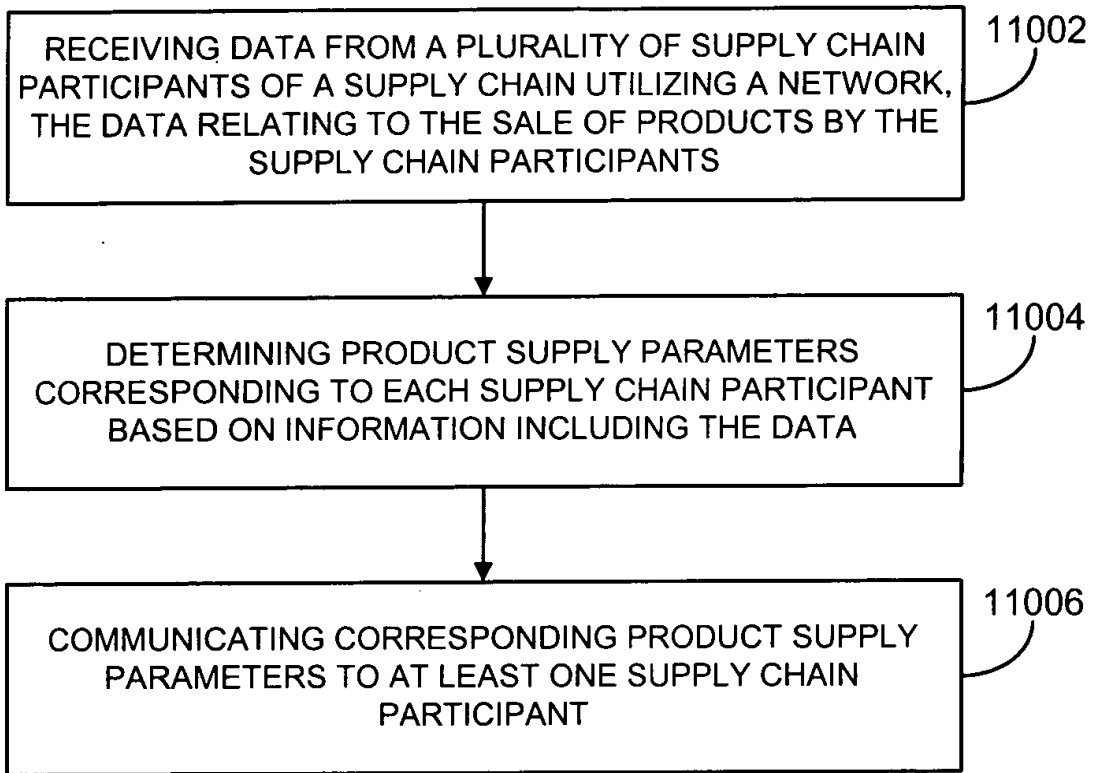 RECEIVING DATA FROM A PLURALITY OF SUPPLY CHAIN
PARTICIPANTS OF A SUPPLY CHAIN UTILIZING A NETWORK,
THE DATA RELATING TO THE SALE OF PRODUCTS BY THE
SUPPLY CHAIN PARTICIPANTS
11002
DETERMINING PRODUCT SUPPLY PARAMETERS
CORRESPONDING TO EACH SUPPLY CHAIN PARTICIPANT
BASED ON INFORMATION INCLUDING THE DATA
11004
COMMUNICATING CORRESPONDING PRODUCT SUPPLY
PARAMETERS TO AT LEAST ONE SUPPLY CHAIN
PARTICIPANT
11006